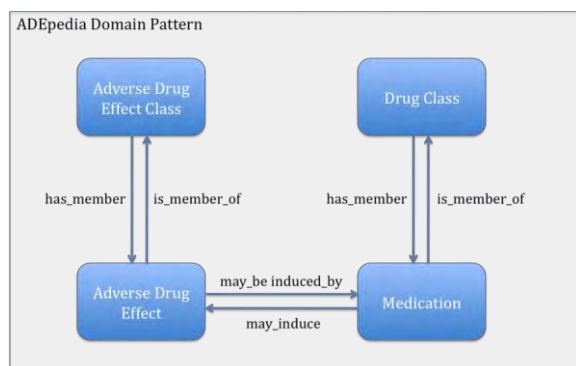 ADEpedia Domain Pattern
Adverse Drug
Effect Class
Drug Class
has_member
is_member_of
has_member
is_member_of
Adverse Drug
Effect
may_be induced_by
may_induce
Medication